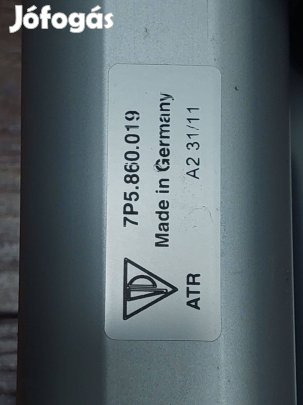 Jófogás
7P5.860.019
Made in Germany
A2 31/11
ATR